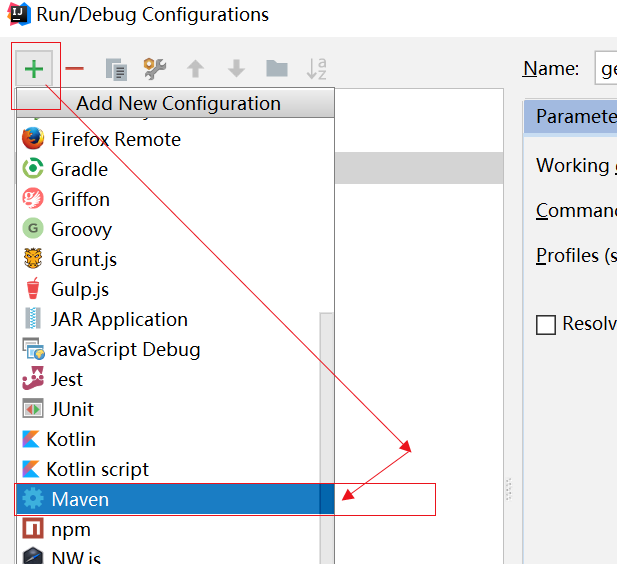 Run/Debug Configurations
Name: ge
Add New Configuration
Paramete
Firefox Remote
Gradle
Working
Griffon
Comman
Groovy
Grunt.js
Profiles (s
Gulp.js
JAR Application
Resolv
JavaScript Debug
Jest
JUnit
Kotlin
Kotlin script
Maven
npm
NW.js